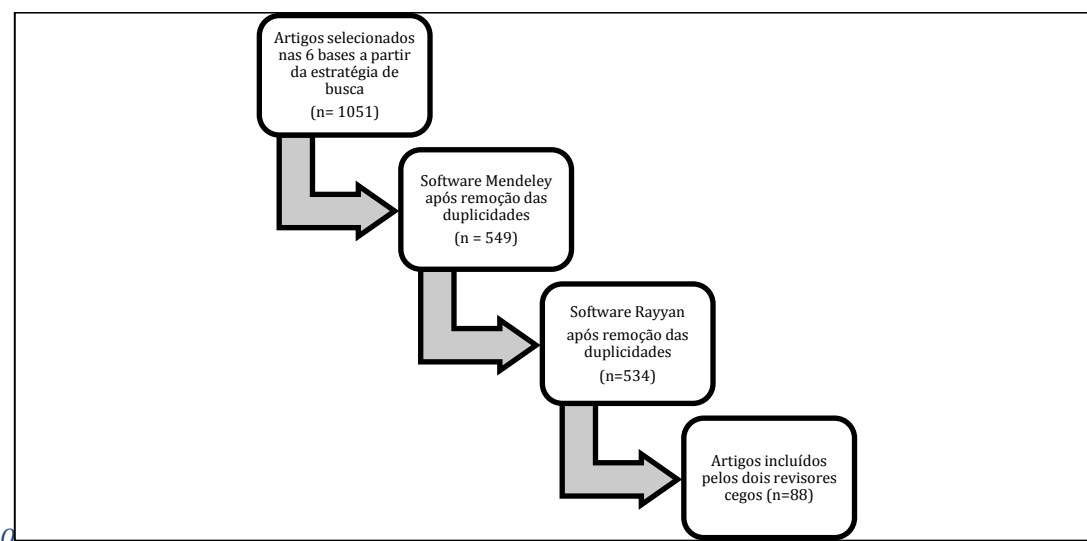 Artigos selecionados
nas 6 bases a partir
da estratégia de
busca
(n= 1051)
Software Mendeley
após remoção das
duplicidades
(n = 549)
Software Rayyan
após remoção das
duplicidades
(n=534)
Artigos incluídos
pelos dois revisores
cegos (n=88)
o